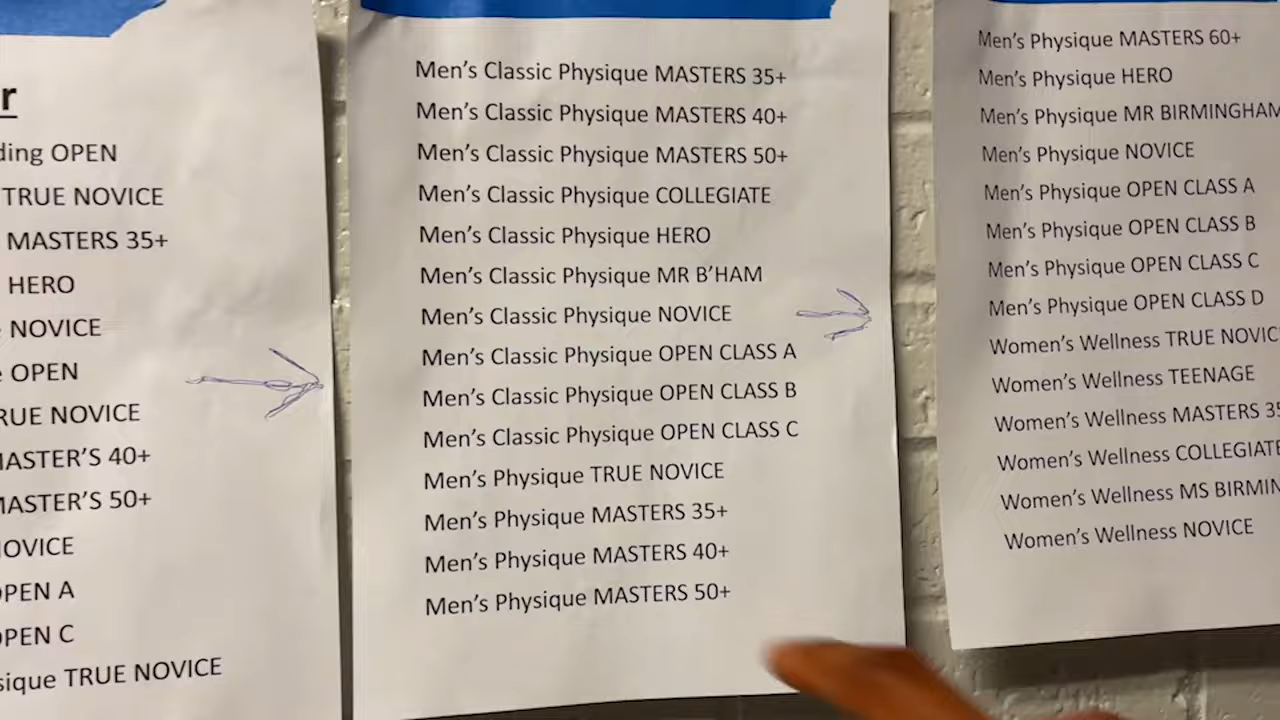 r
ding OPEN
TRUE NOVICE
MASTERS 35+
HERO
NOVICE
OPEN
RUE NOVICE
MASTER'S 40+
MASTER'S 50+
NOVICE
OPEN A
OPEN C
sique TRUE NOVICE
Men's Classic Physique MASTERS 35+
Men's Classic Physique MASTERS 40+
Men's Classic Physique MASTERS 50+
Men's Classic Physique COLLEGIATE
Men's Classic Physique HERO
Men's Classic Physique MR B'HAM
Men's Classic Physique NOVICE
Men's Classic Physique OPEN CLASS A
Men's Classic Physique OPEN CLASS B
Men's Classic Physique OPEN CLASS C
Men's Physique TRUE NOVICE
Men's Physique MASTERS 35+
Men's Physique MASTERS 40+
Men's Physique MASTERS 50+
Men's Physique MASTERS 60+
Men's Physique HERO
Men's Physique MR BIRMINGHAM
Men's Physique NOVICE
Men's Physique OPEN CLASS A
Men's Physique OPEN CLASS B
Men's Physique OPEN CLASS C
Men's Physique OPEN CLASS D
Women's Wellness TRUE NOVIC
Women's Wellness TEENAGE
Women's Wellness MASTERS 35
Women's Wellness COLLEGIATE
Women's Wellness MS BIRMIN
Women's Wellness NOVICE